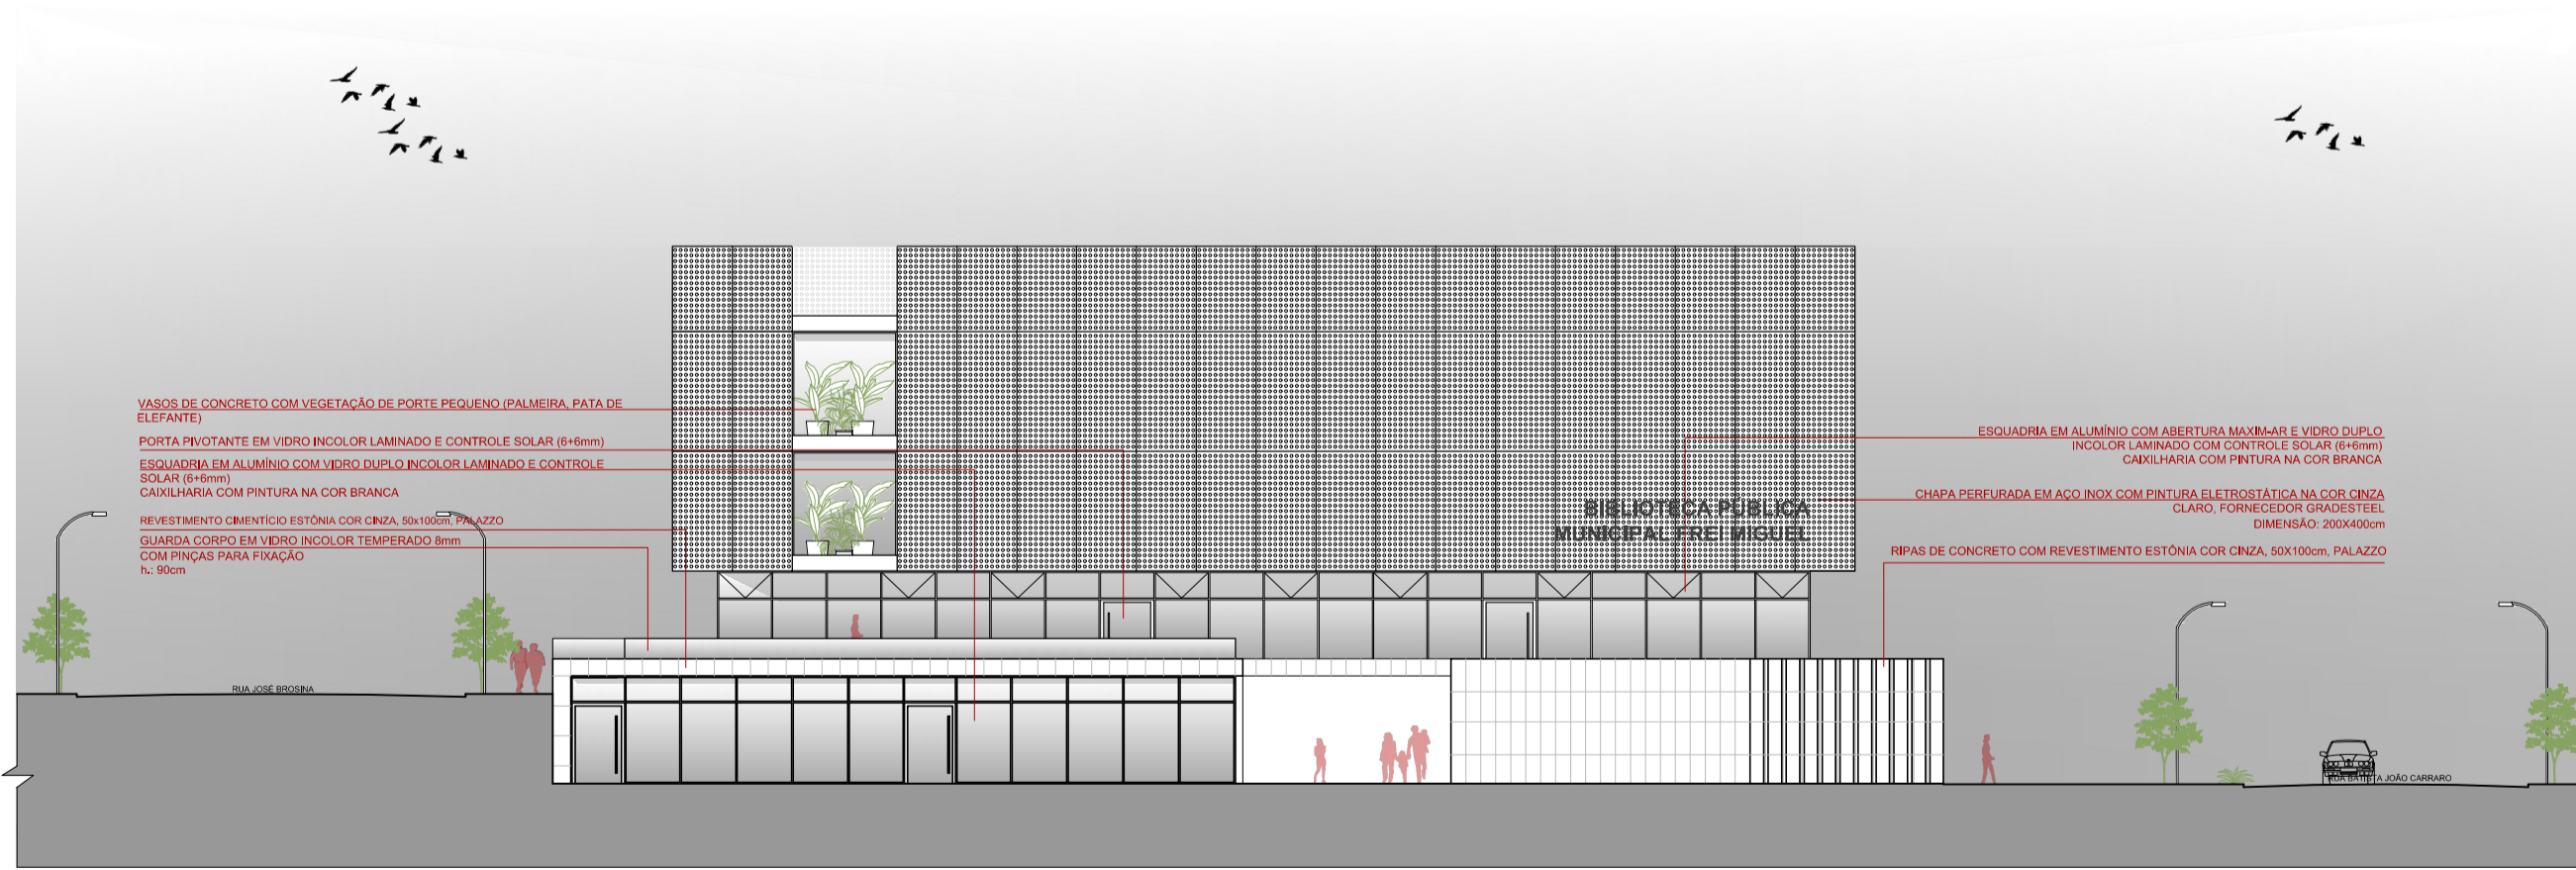 VASOS DE CONCRETO COM VEGETAÇÃO DE PORTE PEQUENO (PALMEIRA, PATA DE
ELEFANTE)
PORTA PIVOTANTE EM VIDRO INCOLOR LAMINADO E CONTROLE SOLAR (6+6mm)
ESQUADRIA EM ALUMÍNIO COM VIDRO DUPLO INCOLOR LAMINADO E CONTROLE
SOLAR (6+6mm)
CAIXILHARIA COM PINTURA NA COR BRANCA
REVESTIMENTO CIMENTÍCIO ESTÔNIA COR CINZA, 50x100cm, PALAZZO
GUARDA CORPO EM VIDRO INCOLOR TEMPERADO 8mm
COM PINÇAS PARA FIXAÇÃO
h.: 90cm
RUA JOSÉ BROSINA
BIBLIOTECA PÚBLICA
MUNICIPAL FREI MIGUEL
ESQUADRIA EM ALUMÍNIO COM ABERTURA MAXIM-AR E VIDRO DUPLO
INCOLOR LAMINADO COM CONTROLE SOLAR (6+6mm)
CAIXILHARIA COM PINTURA NA COR BRANCA
CHAPA PERFURADA EM AÇO INOX COM PINTURA ELETROSTÁTICA NA COR CINZA
CLARO, FORNECEDOR GRADESTEEL
DIMENSÃO: 200X400cm
RIPAS DE CONCRETO COM REVESTIMENTO ESTÔNIA COR CINZA, 50X100cm, PALAZZO
RUA BATISTA JOÃO CARRARO